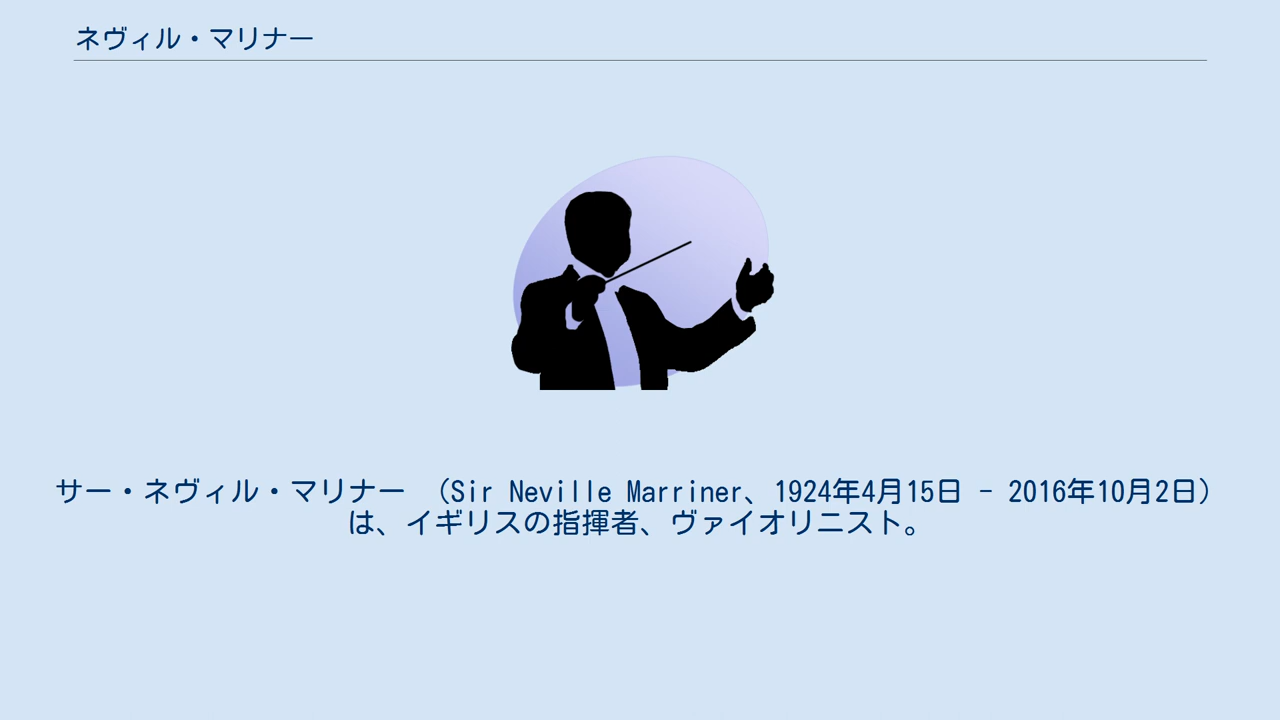 ネヴィル・マリナー
サー・ネヴィル・マリナー （Sir Neville Marriner、1924年4月15日 - 2016年10月2日）
は、イギリスの指揮者、ヴァイオリニスト。